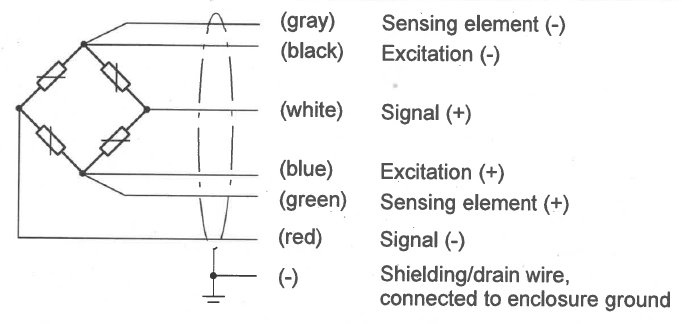 (gray) Sensing element (-)
(black) Excitation (-)
(white) Signal (+)
(blue) Excitation (+)
(green) Sensing element (+)
(red) Signal (-)
(-) Shielding/drain wire,
connected to enclosure ground